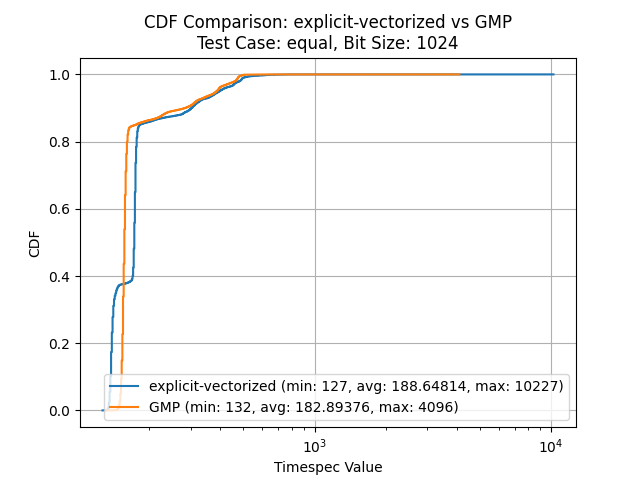 CDF Comparison: explicit-vectorized vs GMP
Test Case: equal, Bit Size: 1024
CDF
1.0
0.8
0.6
0.4
0.2
0.0
explicit-vectorized (min: 127, avg: 188.64814, max: 10227)
GMP (min: 132, avg: 182.89376, max: 4096)
10³
10⁴
Timespec Value